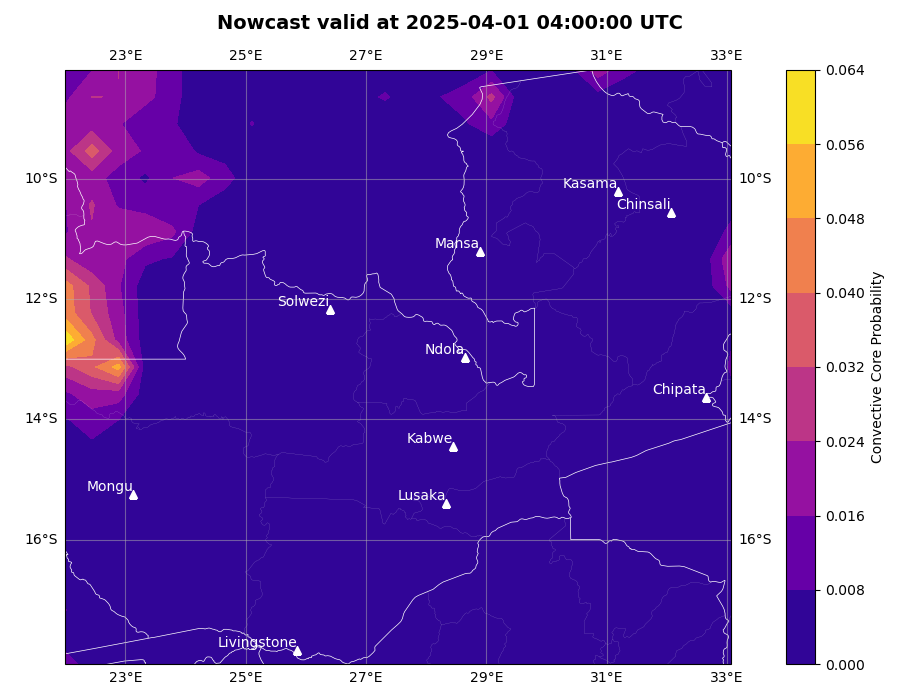 Nowcast valid at 2025-04-01 04:00:00 UTC
23°E 25°E 27°E 29°E 31°E 33°E
0.064
0.056
0.048
0.040
0.032
0.024
0.016
0.008
0.000
Convective Core Probability
10°S 10°S
12°S 12°S
14°S 14°S
16°S 16°S
Kasama
Chinsali
Mansa
Solwezi
Ndola
Chipata
Kabwe
Mongu
Lusaka
Livingstone
23°E 25°E 27°E 29°E 31°E 33°E